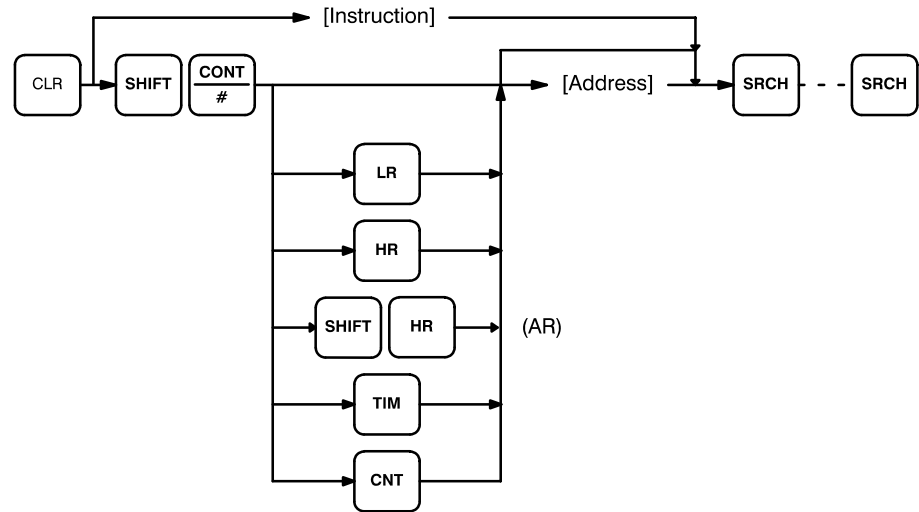 [Instruction]
CLR SHIFT CONT
#
[Address] SRCH SRCH
LR
HR
SHIFT HR (AR)
TIM
CNT